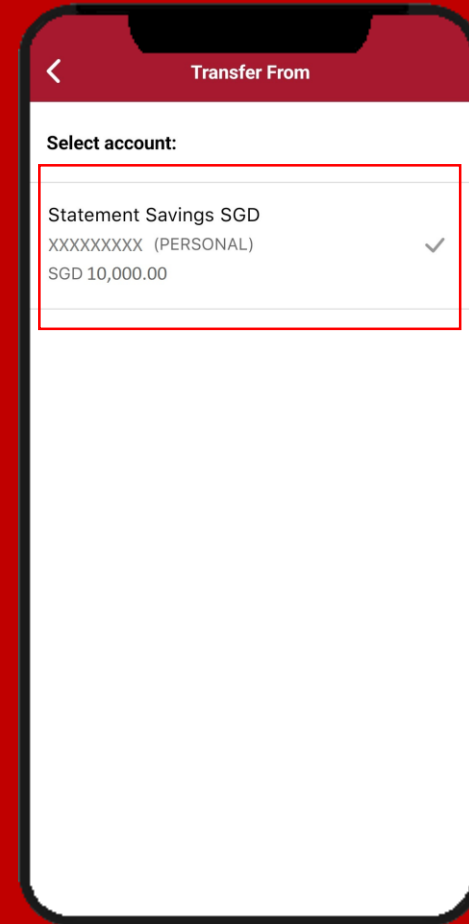 Transfer From
Select account:
Statement Savings SGD
XXXXXXXXX (PERSONAL)
SGD 10,000.00